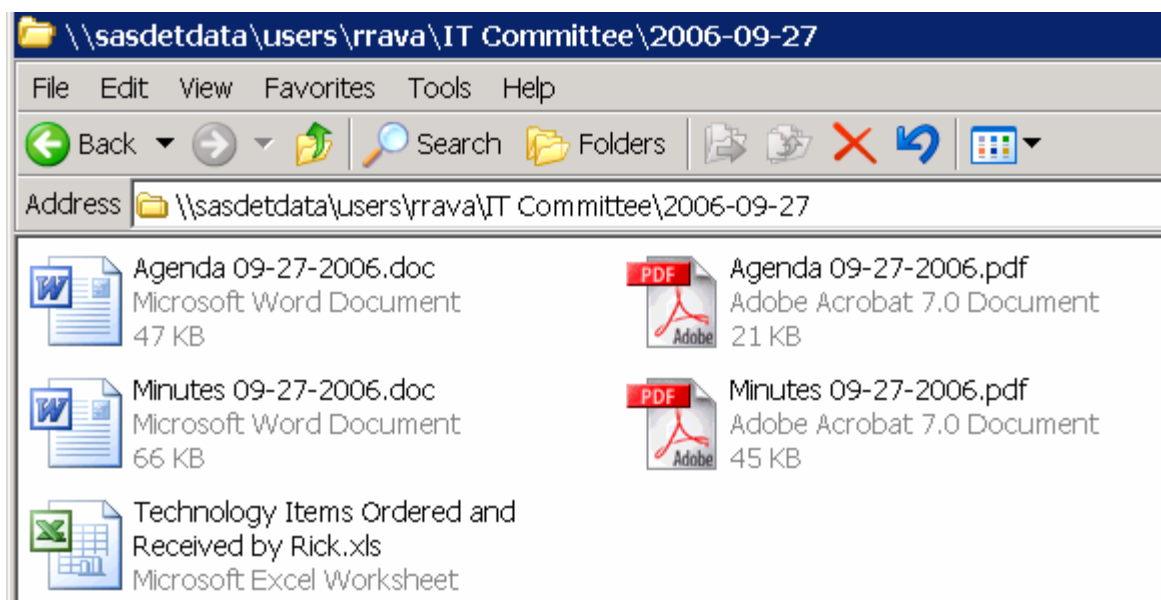 \\sasdetdata\users\rrava\IT Committee\2006-09-27
File Edit View Favorites Tools Help
Back Search Folders
Address \\sasdetdata\users\rrava\IT Committee\2006-09-27
W Agenda 09-27-2006.doc
Microsoft Word Document
47 KB
PDF Adobe Agenda 09-27-2006.pdf
Adobe Acrobat 7.0 Document
21 KB
W Minutes 09-27-2006.doc
Microsoft Word Document
66 KB
PDF Adobe Minutes 09-27-2006.pdf
Adobe Acrobat 7.0 Document
45 KB
X Technology Items Ordered and
Received by Rick.xls
Microsoft Excel Worksheet